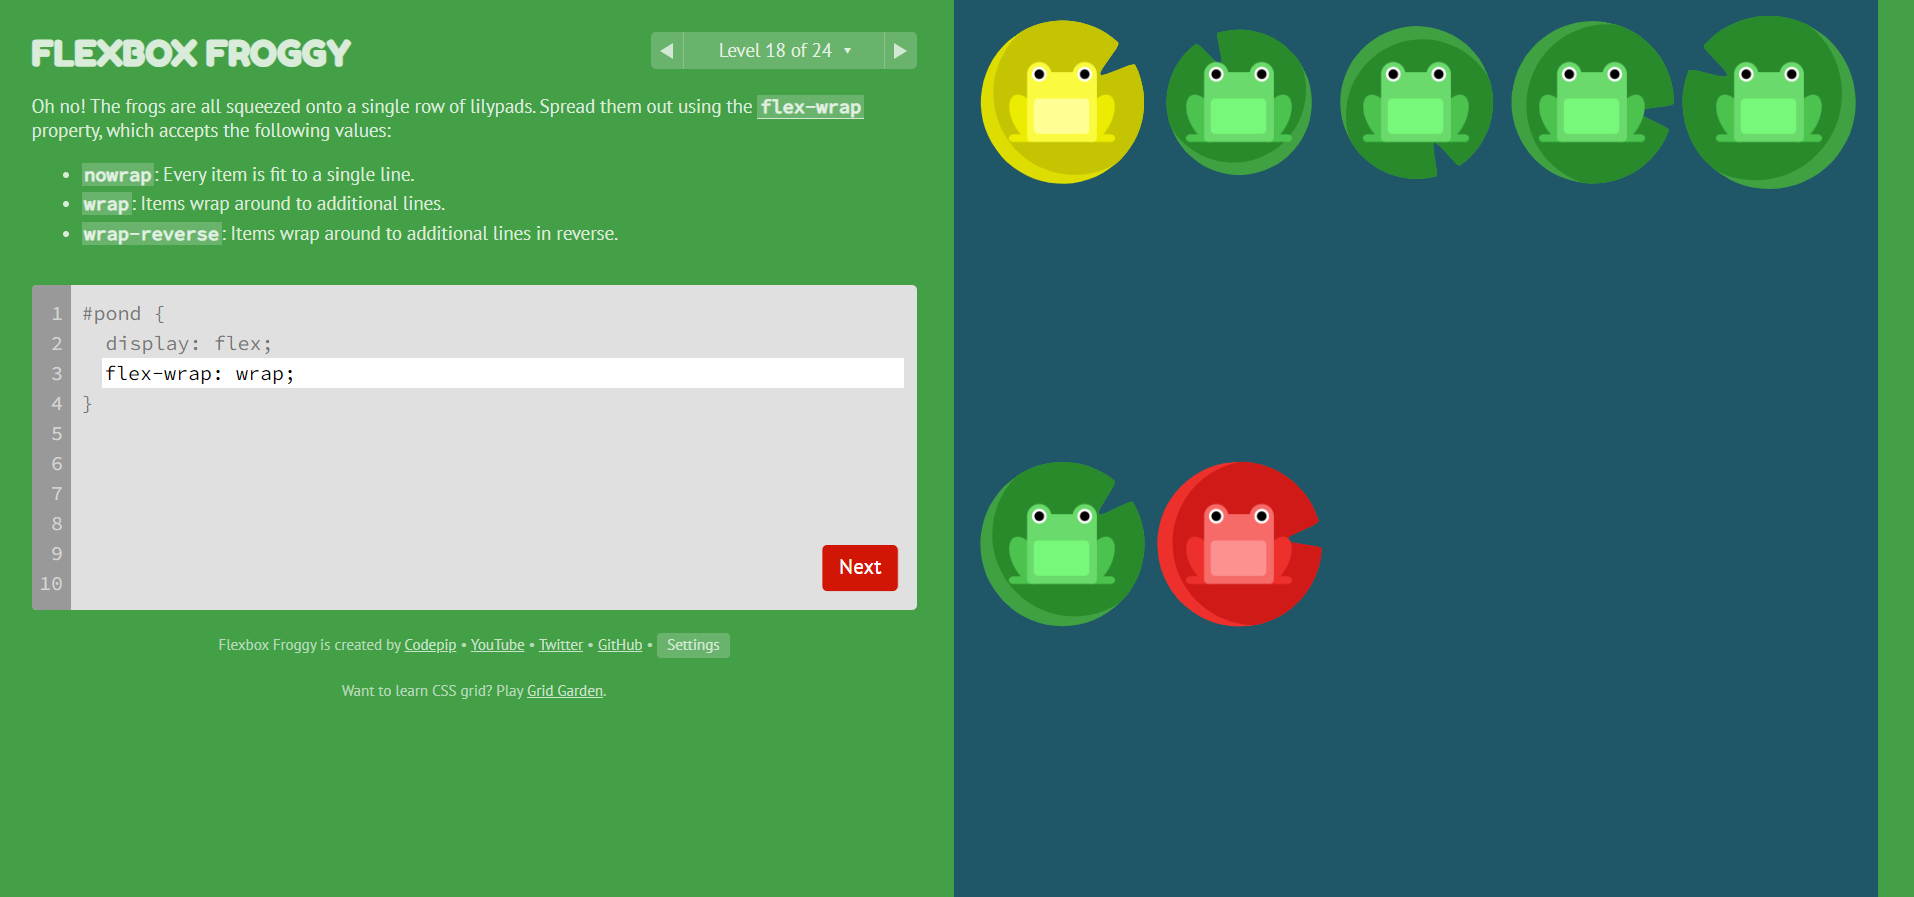 FLEXBOX FROGGY
◀ Level 18 of 24 ▾ ▶
Oh no! The frogs are all squeezed onto a single row of lilypads. Spread them out using the flex-wrap
property, which accepts the following values:
• nowrap: Every item is fit to a single line.
• wrap: Items wrap around to additional lines.
• wrap-reverse: Items wrap around to additional lines in reverse.
1 #pond {
2 display: flex;
3 flex-wrap: wrap;
4 }
5
6
7
8
9
10
Next
Flexbox Froggy is created by Codepip • YouTube • Twitter • GitHub • Settings
Want to learn CSS grid? Play Grid Garden.